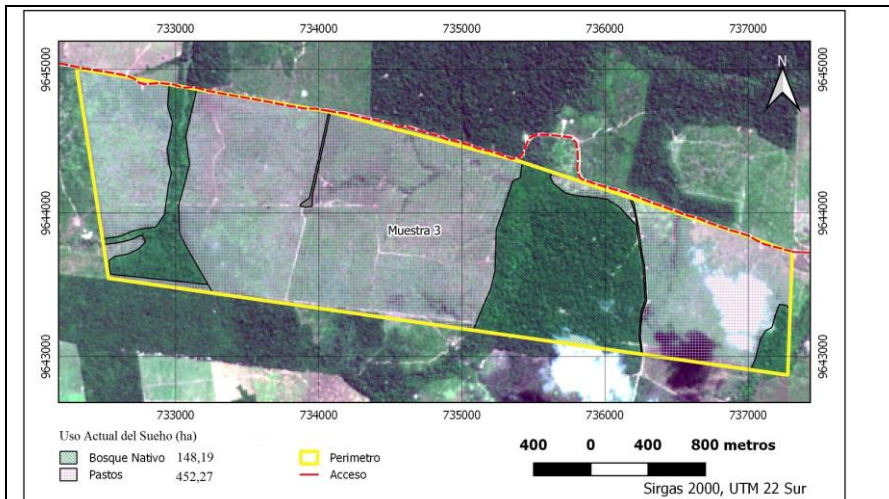 733000 734000 735000 736000 737000
9645000 9645000
N
9644000 9644000
Muestra 3
9643000 9643000
733000 734000 735000 736000 737000
Uso Actual del Sueho (ha)
Bosque Nativo 148,19
Pastos 452,27
Perimetro
Acceso
400 0 400 800 metros
Sirgas 2000, UTM 22 Sur